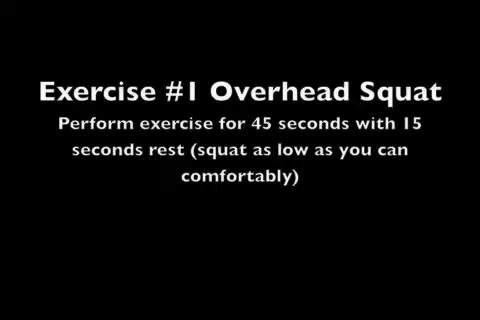 Exercise #1 Overhead Squat
Perform exercise for 45 seconds with 15
seconds rest (squat as low as you can
comfortably)